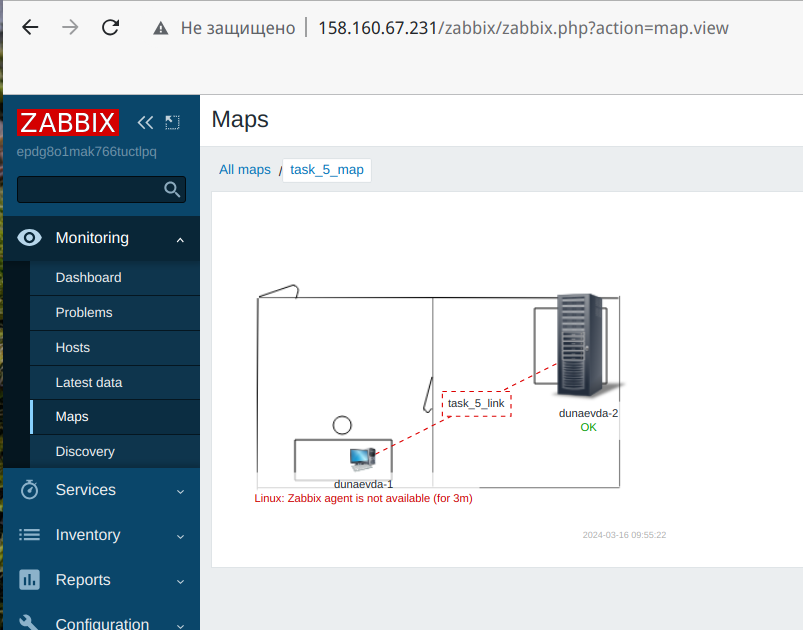 Не защищено 158.160.67.231/zabbix/zabbix.php?action=map.view
ZABBIX
epdg8o1mak766tuctlpq
Monitoring
Dashboard
Problems
Hosts
Latest data
Maps
Discovery
Services
Inventory
Reports
Configuration
Maps
All maps / task_5_map
task_5_link
dunaevda-2
OK
dunaevda-1
Linux: Zabbix agent is not available (for 3m)
2024-03-16 09:55:22